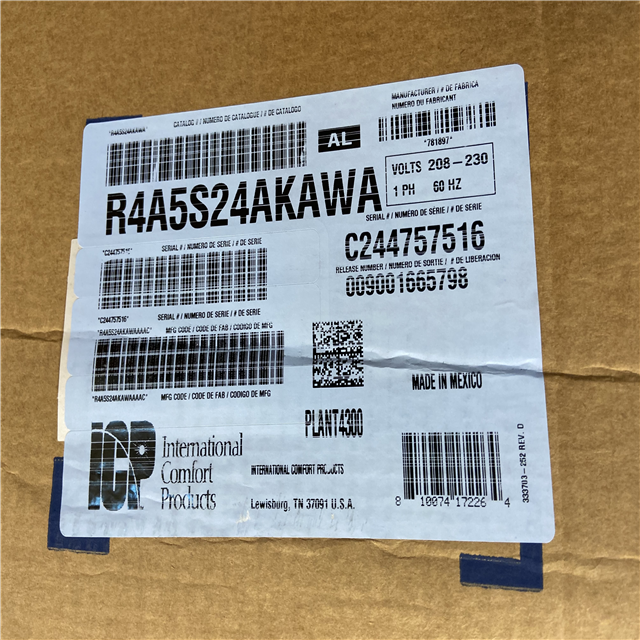 CATALOG # / NUMERO DE CATALOGUE / # DE CATALOGO
*R4A5S24AKAWA*
AL
MANUFACTURER / # DE FABRICA
NUMERO DU FABRICANT
*781897*
R4A5S24AKAWA
VOLTS 208-230
1 PH 60 HZ
SERIAL # / NUMERO DE SÉRIE / # DE SERIE
C244757516
RELEASE NUMBER / NUMERO DE SORTIE / # DE LIBERACION
009001665798
SERIAL # / NUMERO DE SERIE / # DE SERIE
*C244757516*
SERIAL # / NUMERO DE SERIE / # DE SERIE
*C244757516*
*R4A5S24AKAWAAAAC*
MFG CODE / CODE DE FAB / CODIGO DE MFG
*R4A5S24AKAWAAAAC*
MFG CODE / CODE DE FAB / CODIGO DE MFG
PLANT4300
MADE IN MEXICO
ICP
International
Comfort
Products
INTERNATIONAL COMFORT PRODUCTS
Lewisburg, TN 37091 U.S.A.
8 10074 17226 4
333703-252 REV. D